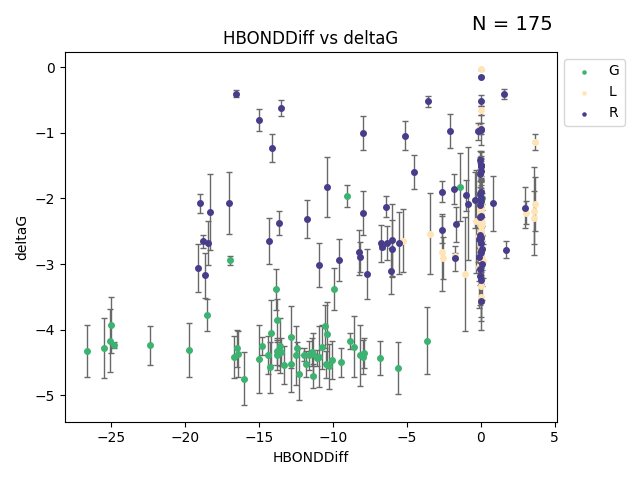 N = 175
HBONDDiff vs deltaG
G
L
R
0
−1
−2
−3
−4
−5
deltaG
−25 −20 −15 −10 −5 0 5
HBONDDiff